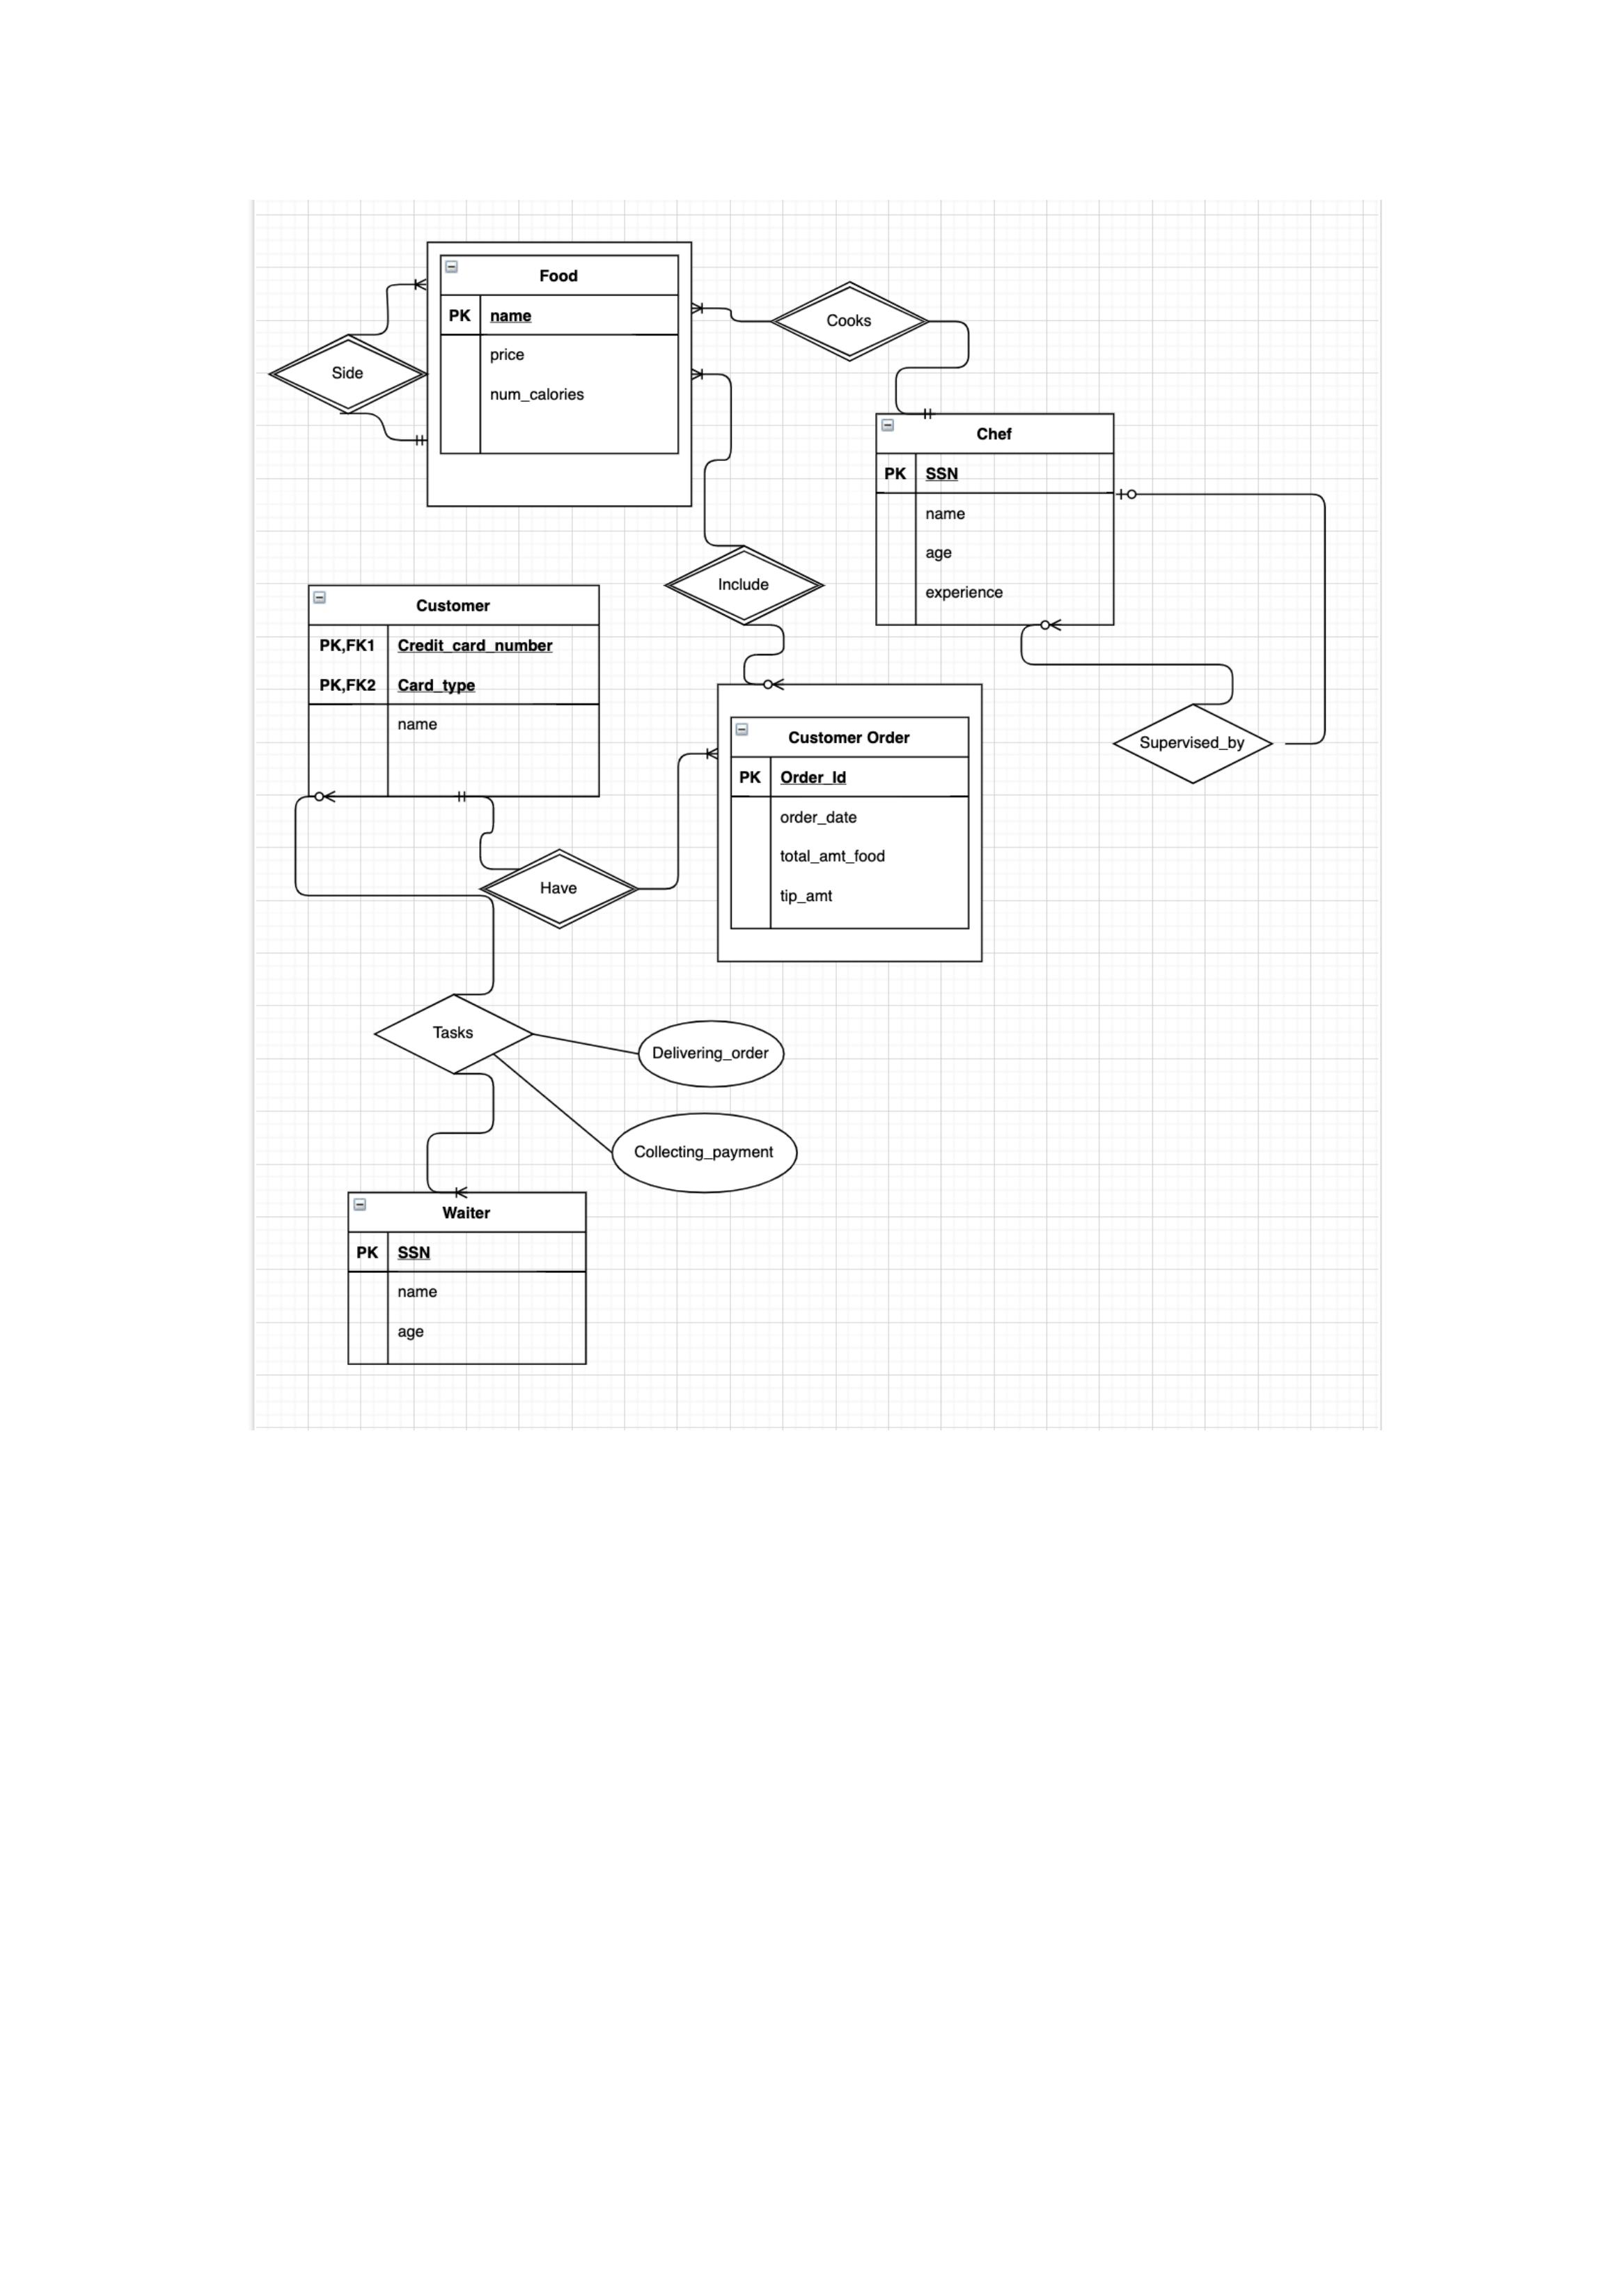 Food
PK name
price
num_calories
Side
Cooks
Chef
PK SSN
name
age
experience
Include
Customer
PK,FK1 Credit_card_number
PK,FK2 Card_type
name
Customer Order
PK Order_Id
order_date
total_amt_food
tip_amt
Supervised_by
Have
Tasks
Delivering_order
Collecting_payment
Waiter
PK SSN
name
age